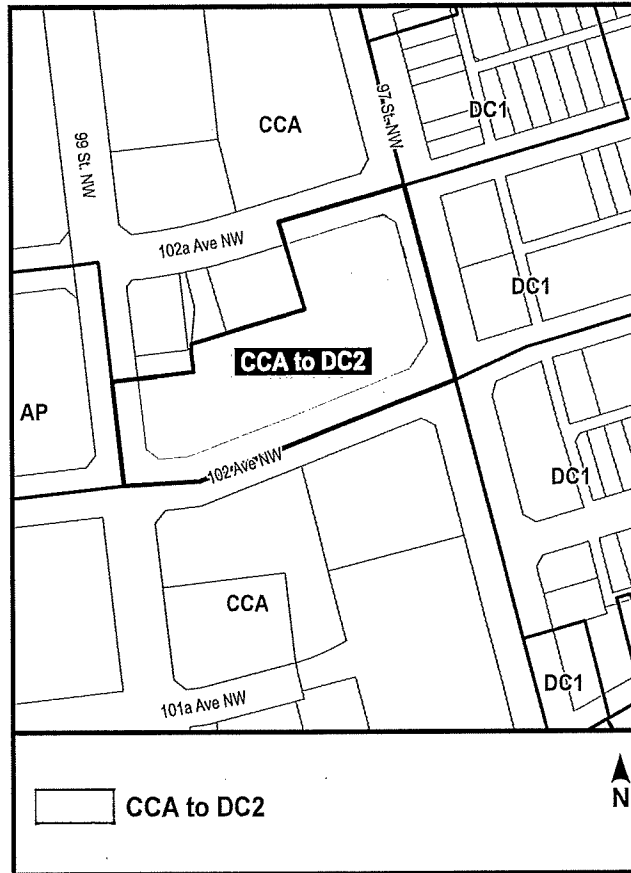 CCA
DC1
97 St. NW
99 St. NW
102a Ave NW
DC1
CCA to DC2
AP
102 Ave NW
DC1
CCA
DC1
101a Ave NW
CCA to DC2
N